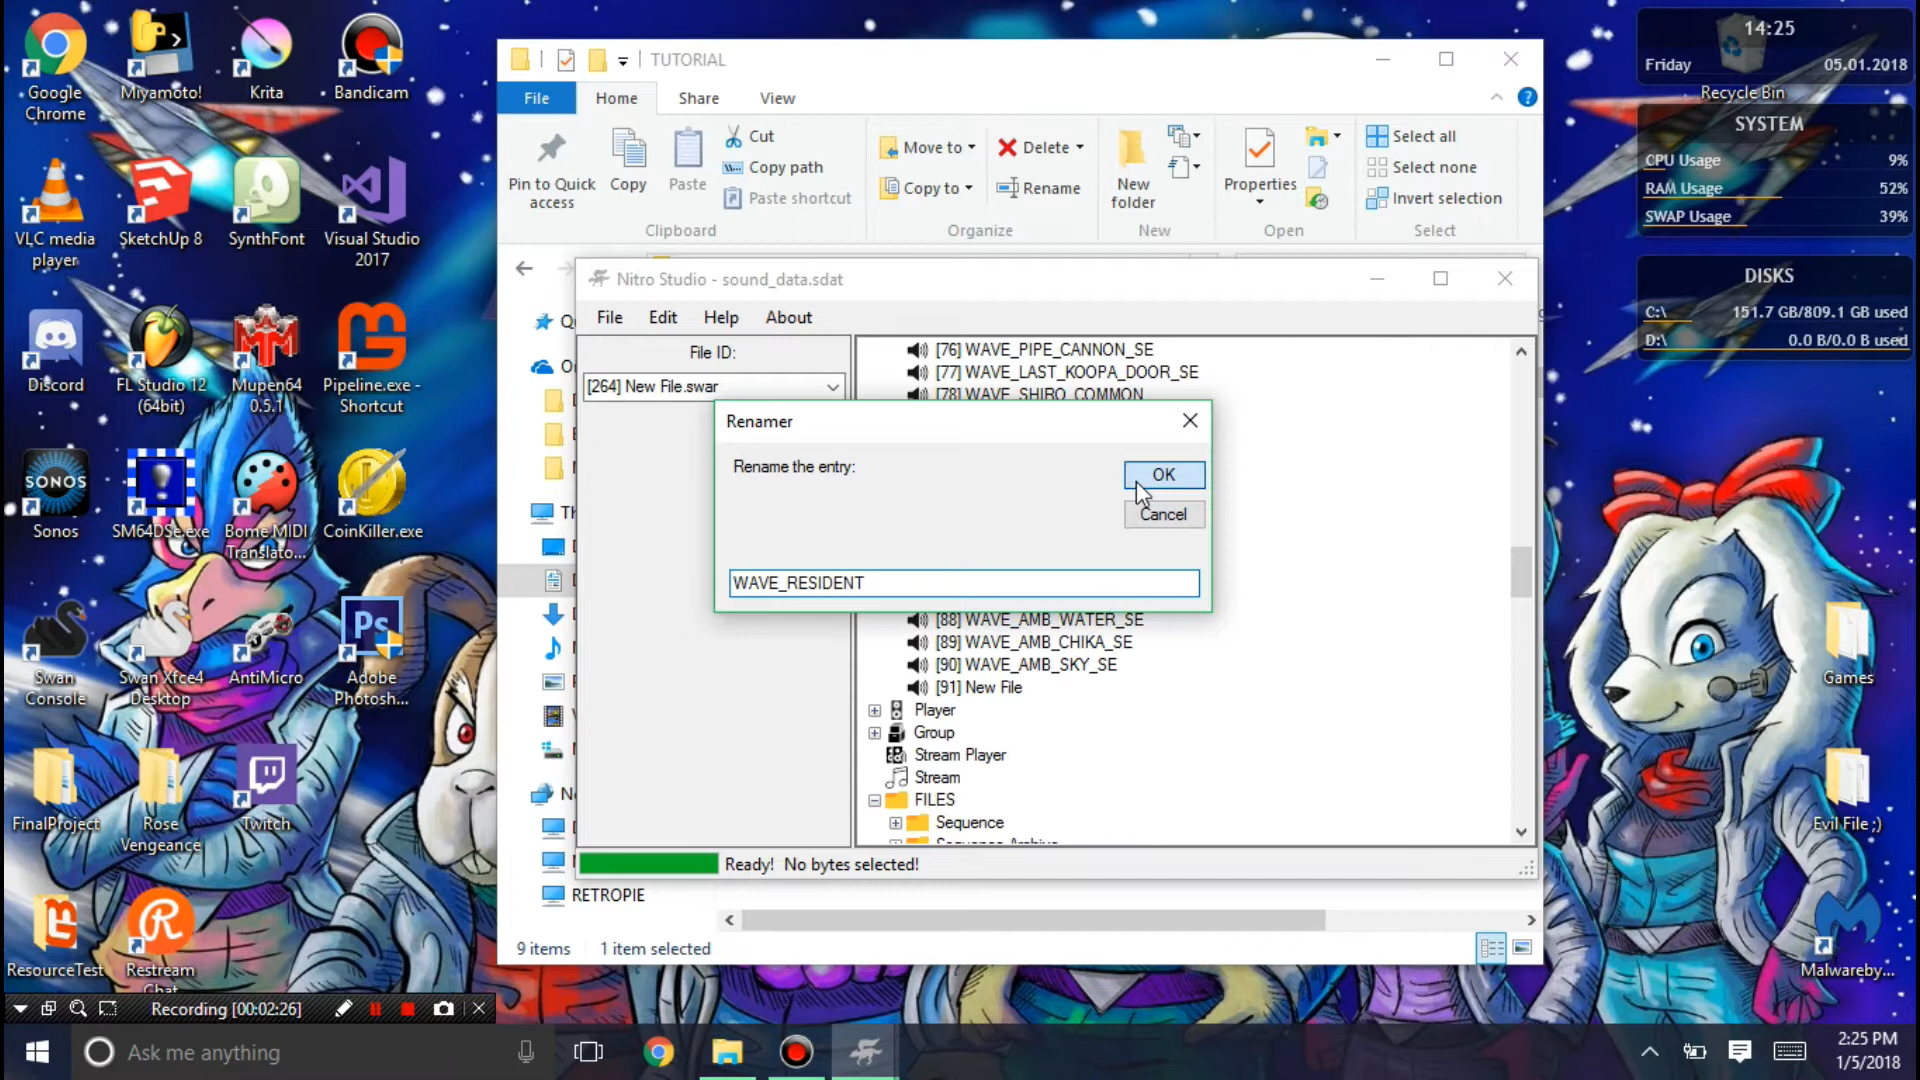 Google
Chrome
Miyamoto!
Krita
Bandicam
VLC media
player
SketchUp 8
SynthFont
Visual Studio
2017
Discord
FL Studio 12
(64bit)
Mupen64
0.5.1
Pipeline.exe -
Shortcut
SONOS
Sonos
SM64DSe.exe
Bome MIDI
Translato...
CoinKiller.exe
Swan
Console
Swan Xfce4
Desktop
AntiMicro
Ps
Adobe
Photosh...
FinalProject
Rose
Vengeance
Twitch
ResourceTest
Restream
Chat
Recording [00:02:26]
TUTORIAL
File
Home
Share
View
Pin to Quick
access
Copy
Paste
Cut
Copy path
Paste shortcut
Clipboard
Move to
Copy to
Delete
Rename
Organize
New
folder
New
Properties
Open
Select all
Select none
Invert selection
Select
Nitro Studio - sound_data.sdat
File
Edit
Help
About
File ID:
[264] New File.swar
[76] WAVE_PIPE_CANNON_SE
[77] WAVE_LAST_KOOPA_DOOR_SE
[78] WAVE_SHIRO_COMMON
Renamer
Rename the entry:
OK
Cancel
WAVE_RESIDENT
[88] WAVE_AMB_WATER_SE
[89] WAVE_AMB_CHIKA_SE
[90] WAVE_AMB_SKY_SE
[91] New File
Player
Group
Stream Player
Stream
FILES
Sequence
Sequence Archive
Ready! No bytes selected!
RETROPIE
9 items
1 item selected
14:25
Friday
05.01.2018
Recycle Bin
SYSTEM
CPU Usage
9%
RAM Usage
52%
SWAP Usage
39%
DISKS
C:\
151.7 GB/809.1 GB used
D:\
0.0 B/0.0 B used
Games
Evil File ;)
Malwareby...
Ask me anything
2:25 PM
1/5/2018